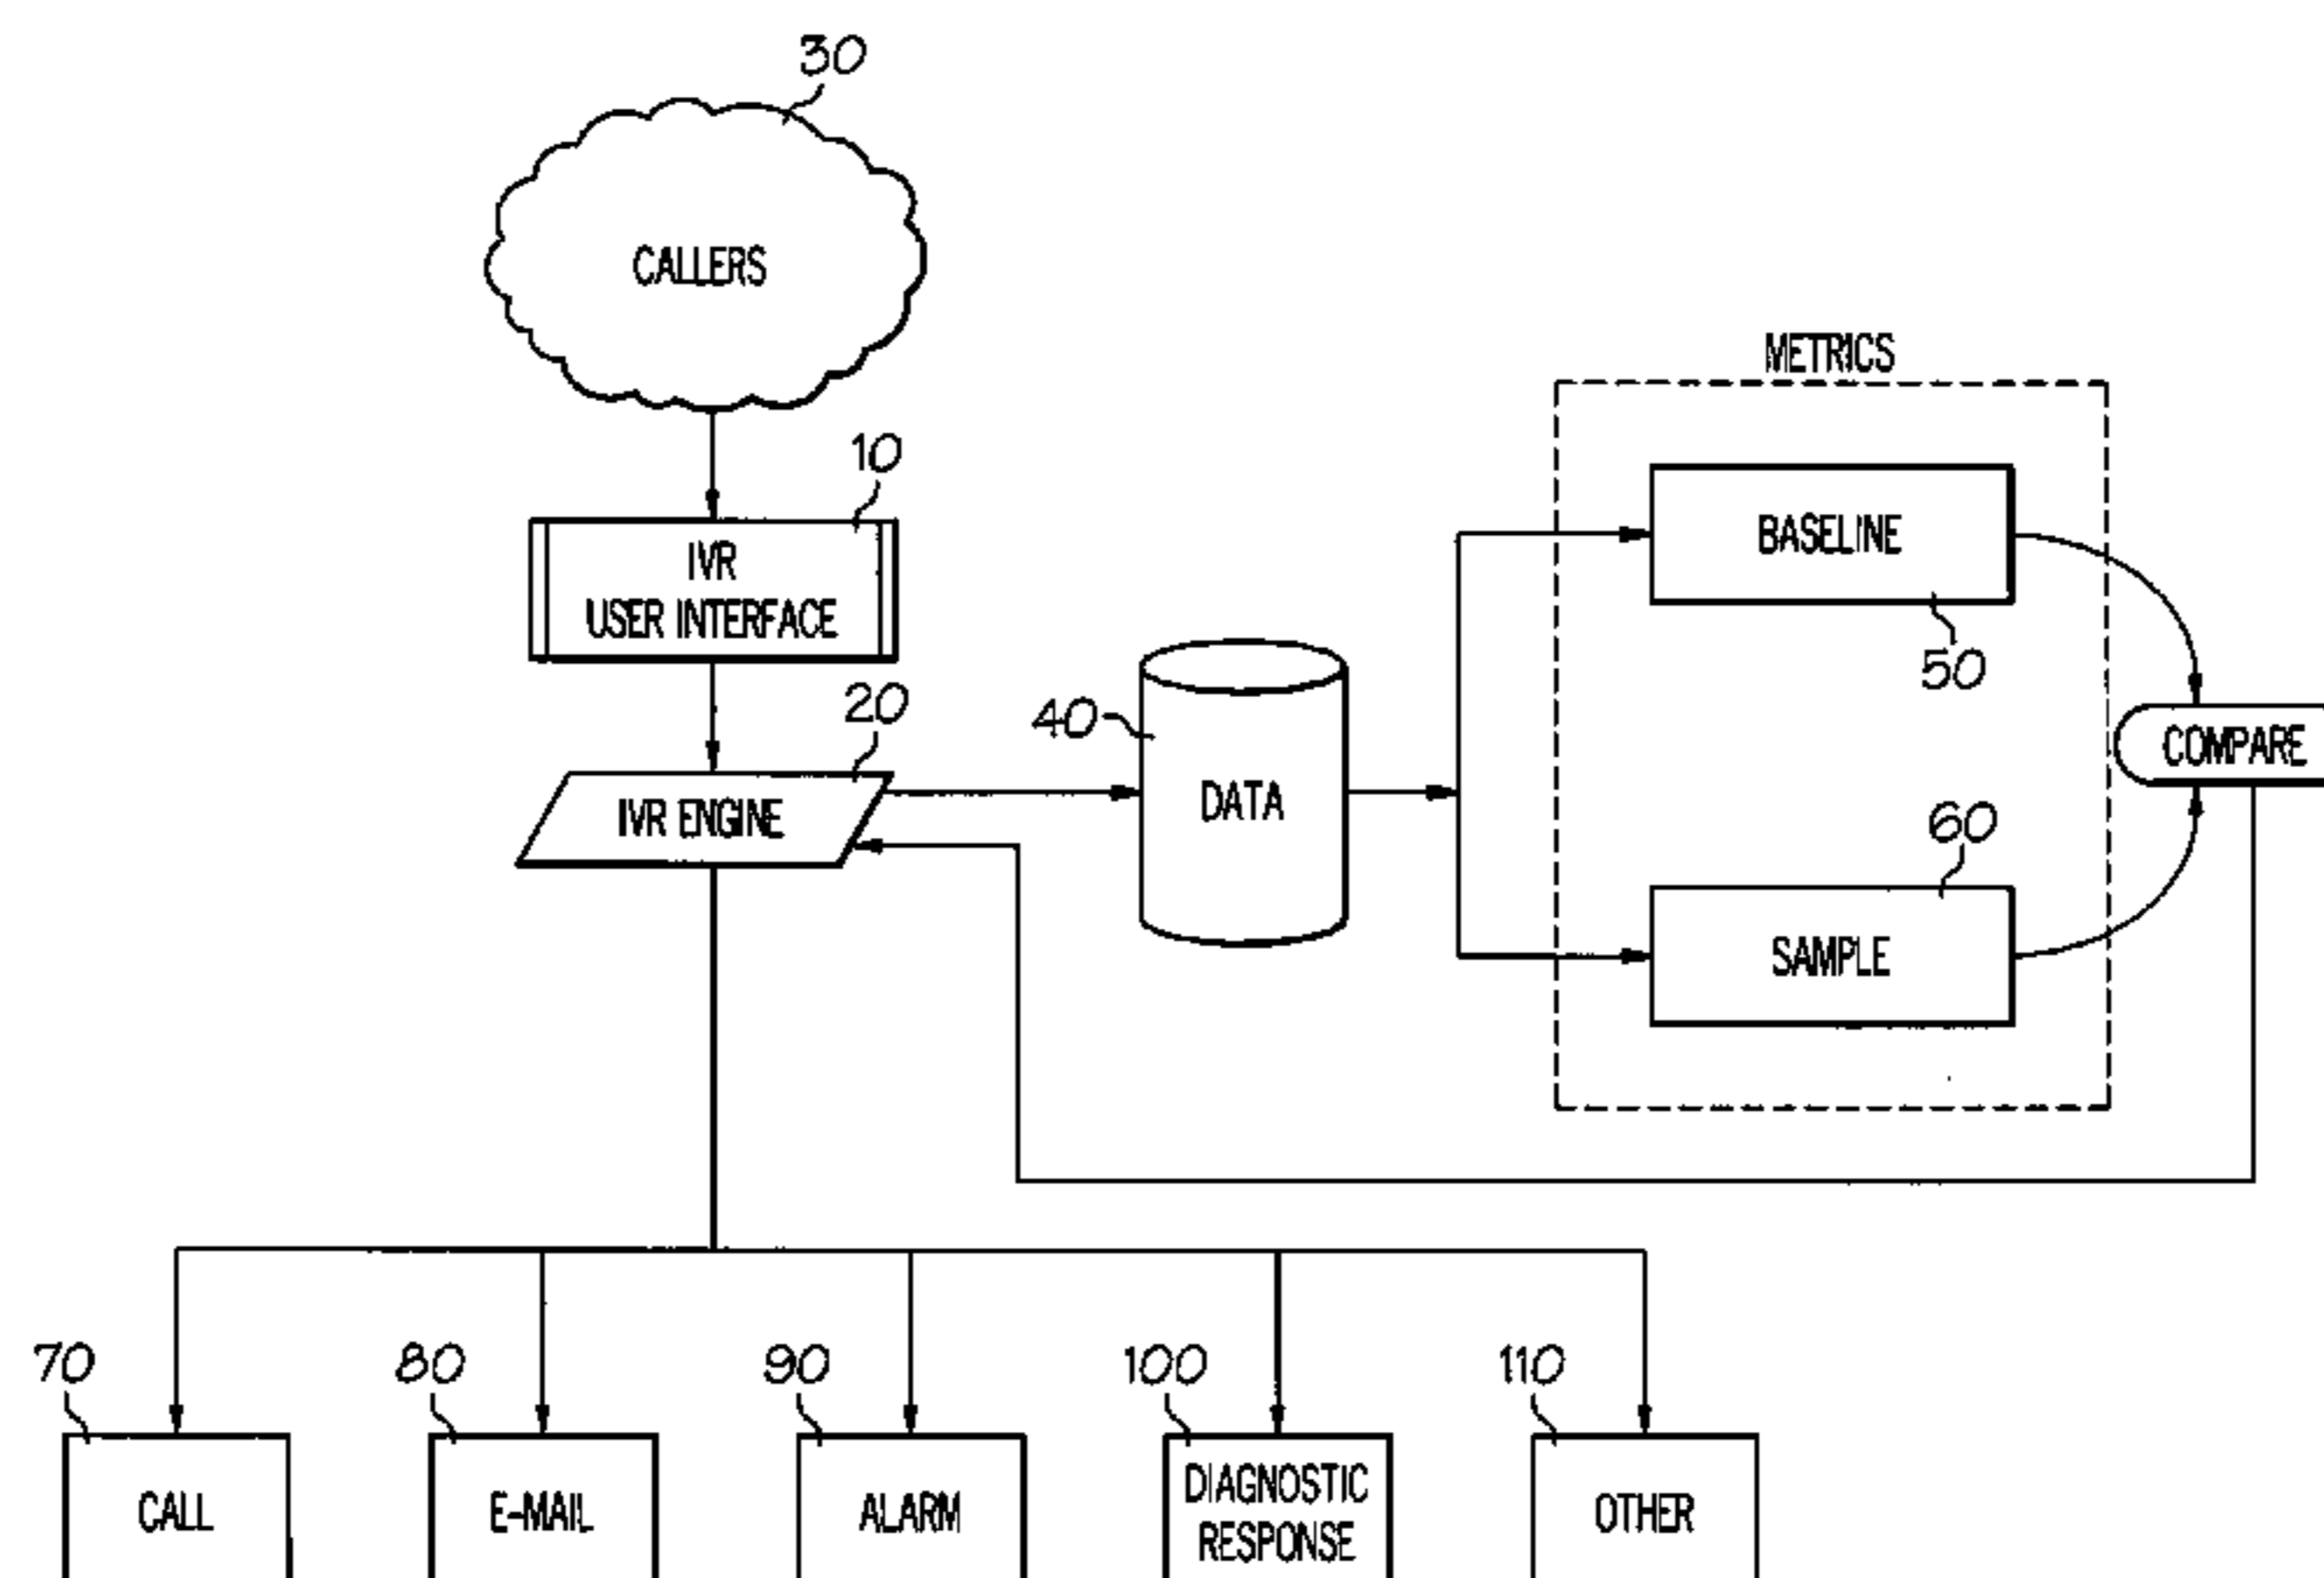 30
CALLERS
10
IVR
USER INTERFACE
20
IVR ENGINE
40
DATA
METRICS
BASELINE
50
COMPARE
60
SAMPLE
70
CALL
80
E-MAIL
90
ALARM
100
DIAGNOSTIC
RESPONSE
110
OTHER